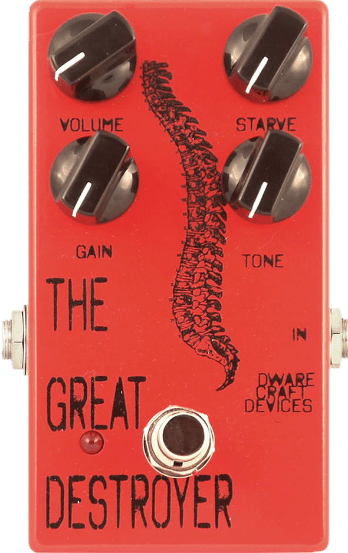 VOLUME STARVE
GAIN TONE
THE
IN
GREAT
DWARE
CRAFT
DEVICES
DESTROYER